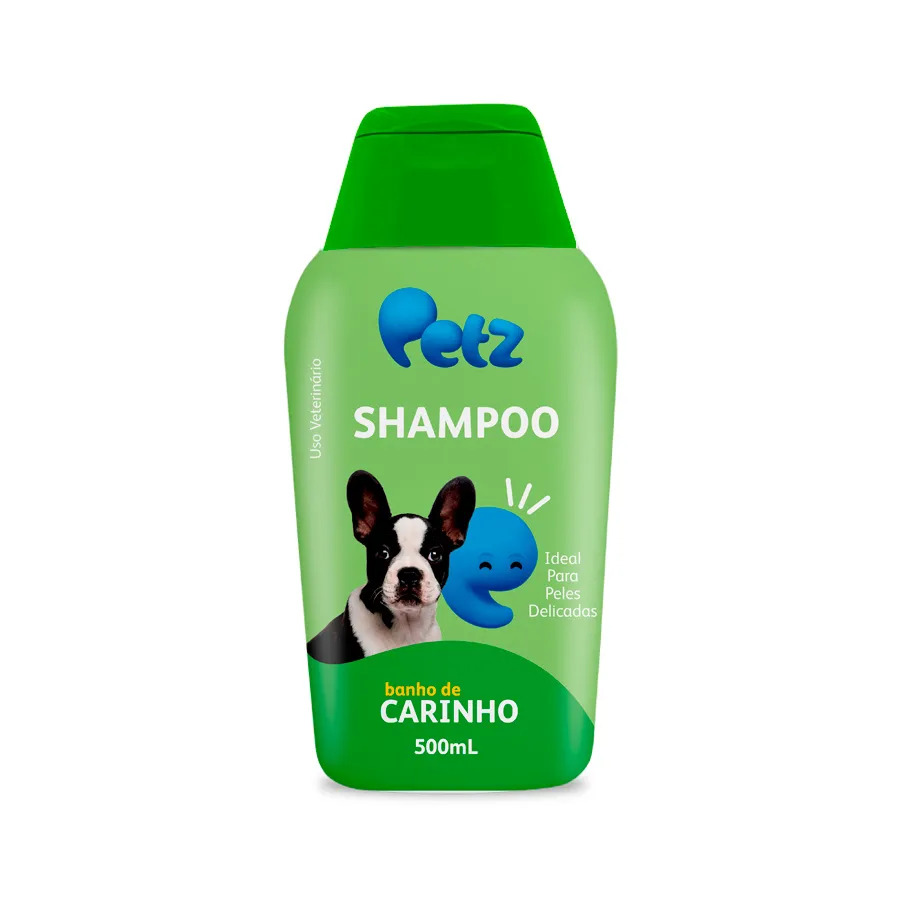 Petz
SHAMPOO
Uso Veterinário
Ideal
Para
Peles
Delicadas
banho de
CARINHO
500mL